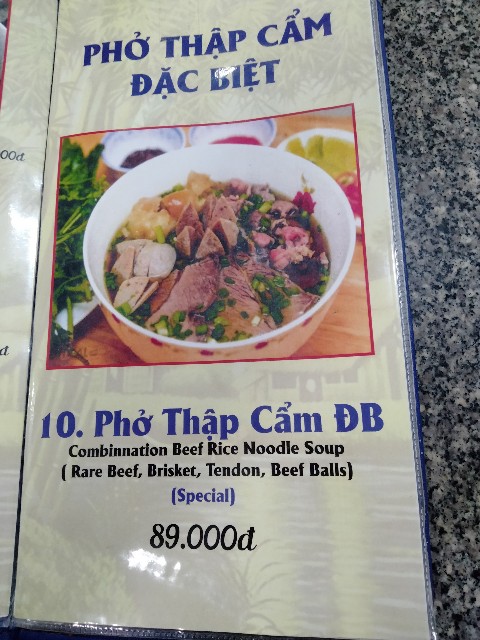 PHỞ THẬP CẨM
ĐẶC BIỆT
10. Phở Thập Cẩm ĐB
Combinnation Beef Rice Noodle Soup
( Rare Beef, Brisket, Tendon, Beef Balls)
(Special)
89.000đ